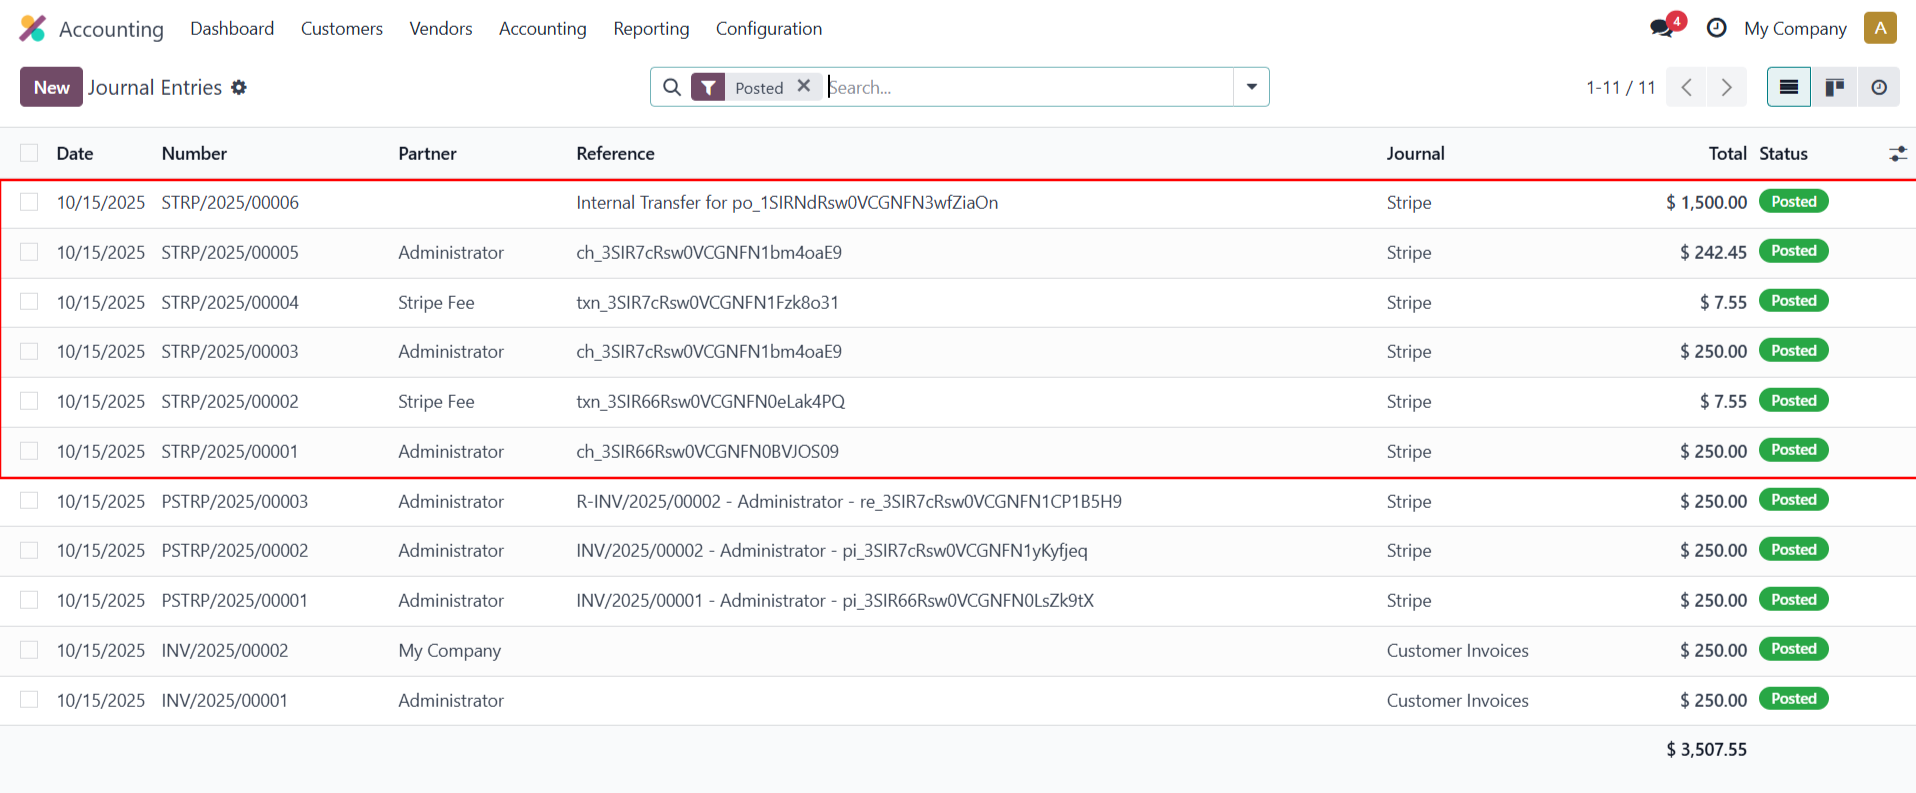 Accounting Dashboard Customers Vendors Accounting Reporting Configuration 4 My Company A
New Journal Entries Posted Search... 1-11 / 11
Date Number Partner Reference Journal Total Status
10/15/2025 STRP/2025/00006 Internal Transfer for po_1SIRNdRsw0VCGNFN3wfZiaOn Stripe $ 1,500.00 Posted
10/15/2025 STRP/2025/00005 Administrator ch_3SIR7cRsw0VCGNFN1bm4oaE9 Stripe $ 242.45 Posted
10/15/2025 STRP/2025/00004 Stripe Fee txn_3SIR7cRsw0VCGNFN1Fzk8o31 Stripe $ 7.55 Posted
10/15/2025 STRP/2025/00003 Administrator ch_3SIR7cRsw0VCGNFN1bm4oaE9 Stripe $ 250.00 Posted
10/15/2025 STRP/2025/00002 Stripe Fee txn_3SIR66Rsw0VCGNFN0eLak4PQ Stripe $ 7.55 Posted
10/15/2025 STRP/2025/00001 Administrator ch_3SIR66Rsw0VCGNFN0BVJOS09 Stripe $ 250.00 Posted
10/15/2025 PSTRP/2025/00003 Administrator R-INV/2025/00002 - Administrator - re_3SIR7cRsw0VCGNFN1CP1B5H9 Stripe $ 250.00 Posted
10/15/2025 PSTRP/2025/00002 Administrator INV/2025/00002 - Administrator - pi_3SIR7cRsw0VCGNFN1yKyfjeq Stripe $ 250.00 Posted
10/15/2025 PSTRP/2025/00001 Administrator INV/2025/00001 - Administrator - pi_3SIR66Rsw0VCGNFN0LsZk9tX Stripe $ 250.00 Posted
10/15/2025 INV/2025/00002 My Company Customer Invoices $ 250.00 Posted
10/15/2025 INV/2025/00001 Administrator Customer Invoices $ 250.00 Posted
$ 3,507.55